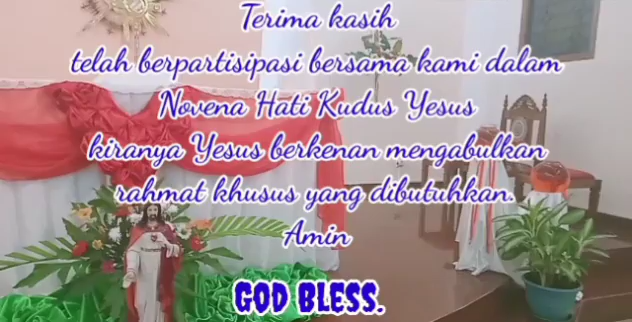 Terima kasih
telah berpartisipasi bersama kami dalam
Novena Hati Kudus Yesus
kiranya Yesus berkenan mengabulkan
rahmat khusus yang dibutuhkan.
Amin
GOD BLESS.